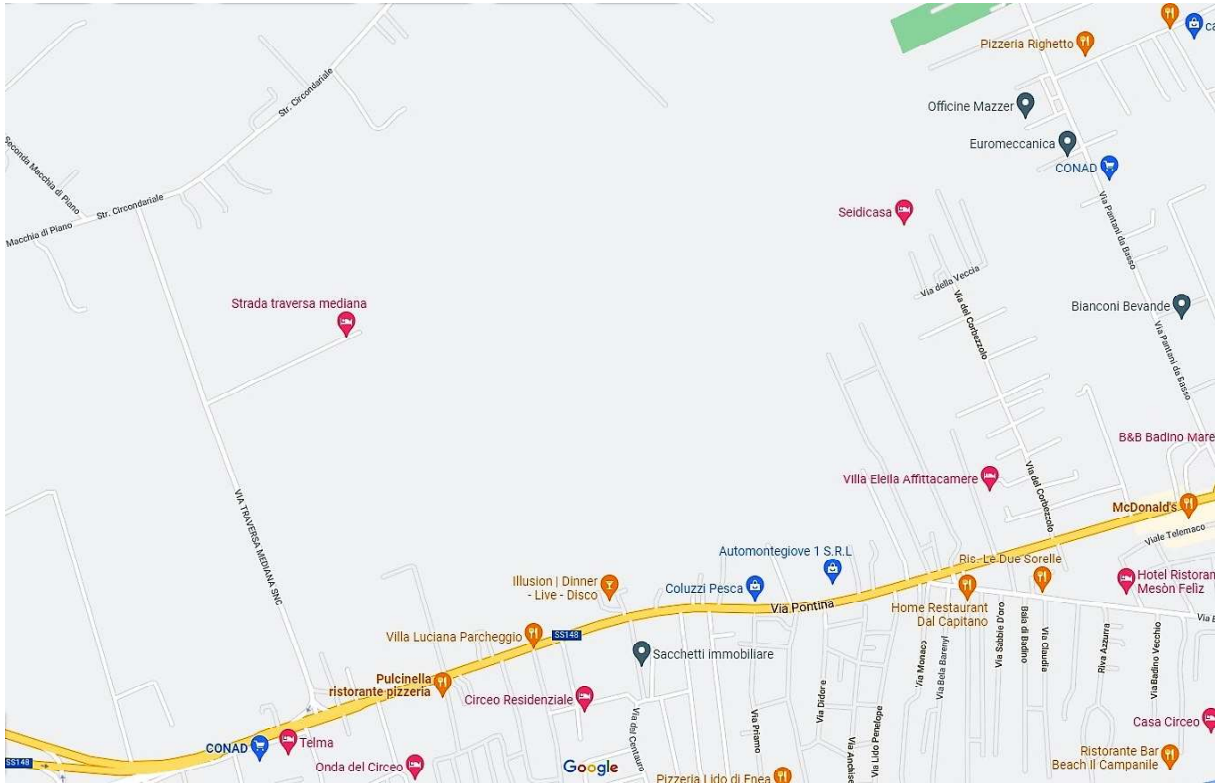 Pizzeria Righetto
ca
Officine Mazzer
Euromeccanica
CONAD
Str. Circondariale
Seconda Mecchia di Piano
Str. Circondariale
Macchia di Piano
Seidicasa
Via Pantani da Basso
Via della Veccia
Via del Corbezzolo
Strada traversa mediana
Bianconi Bevande
Via Pantani da Basso
B&B Badino Mare
Villa Elella Affittacamere
Via del Corbezzolo
McDonald's
Viale Telemaco
VIA TRAVERSA MEDIANA SNC
Automontegiove 1 S.R.L
Ris. Le Due Sorelle
Illusion | Dinner
- Live - Disco
Coluzzi Pesca
Hotel Ristoran
Mesòn Feliz
Via Pontina
Home Restaurant
Dal Capitano
Via B
Villa Luciana Parcheggio
SS148
Sacchetti immobiliare
Via Monaco
Via Bela Barenyi
Via Sabbie D'oro
Baia di Badino
Via Claudia
Riva Azzurra
Via Badino Vecchio
Pulcinella
ristorante pizzeria
Circeo Residenziale
Via dei Centauri
Via Priamo
Via Didone
Via Lido Penelope
Casa Circeo
CONAD
Telma
SS148
Onda del Circeo
Google
Pizzeria Lido di Enea
Ristorante Bar
Beach Il Campanile